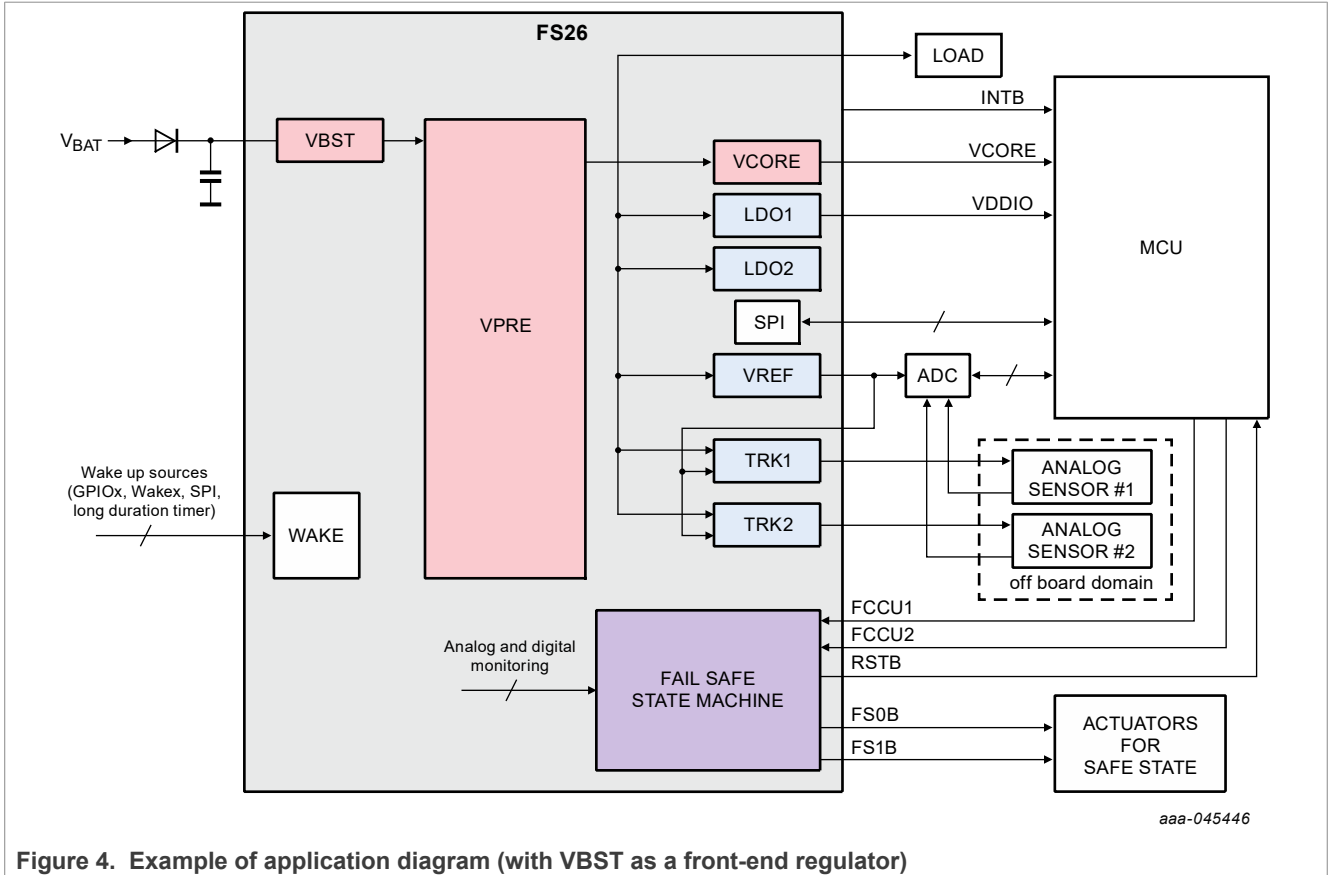 FS26
LOAD
INTB
VBAT
VBST
VCORE
VCORE
LDO1
VDDIO
MCU
LDO2
VPRE
SPI
VREF
ADC
TRK1
ANALOG
SENSOR #1
Wake up sources
(GPIOx, Wakex, SPI,
long duration timer)
WAKE
TRK2
ANALOG
SENSOR #2
off board domain
FCCU1
FCCU2
RSTB
Analog and digital
monitoring
FAIL SAFE
STATE MACHINE
FS0B
FS1B
ACTUATORS
FOR
SAFE STATE
aaa-045446
Figure 4. Example of application diagram (with VBST as a front-end regulator)